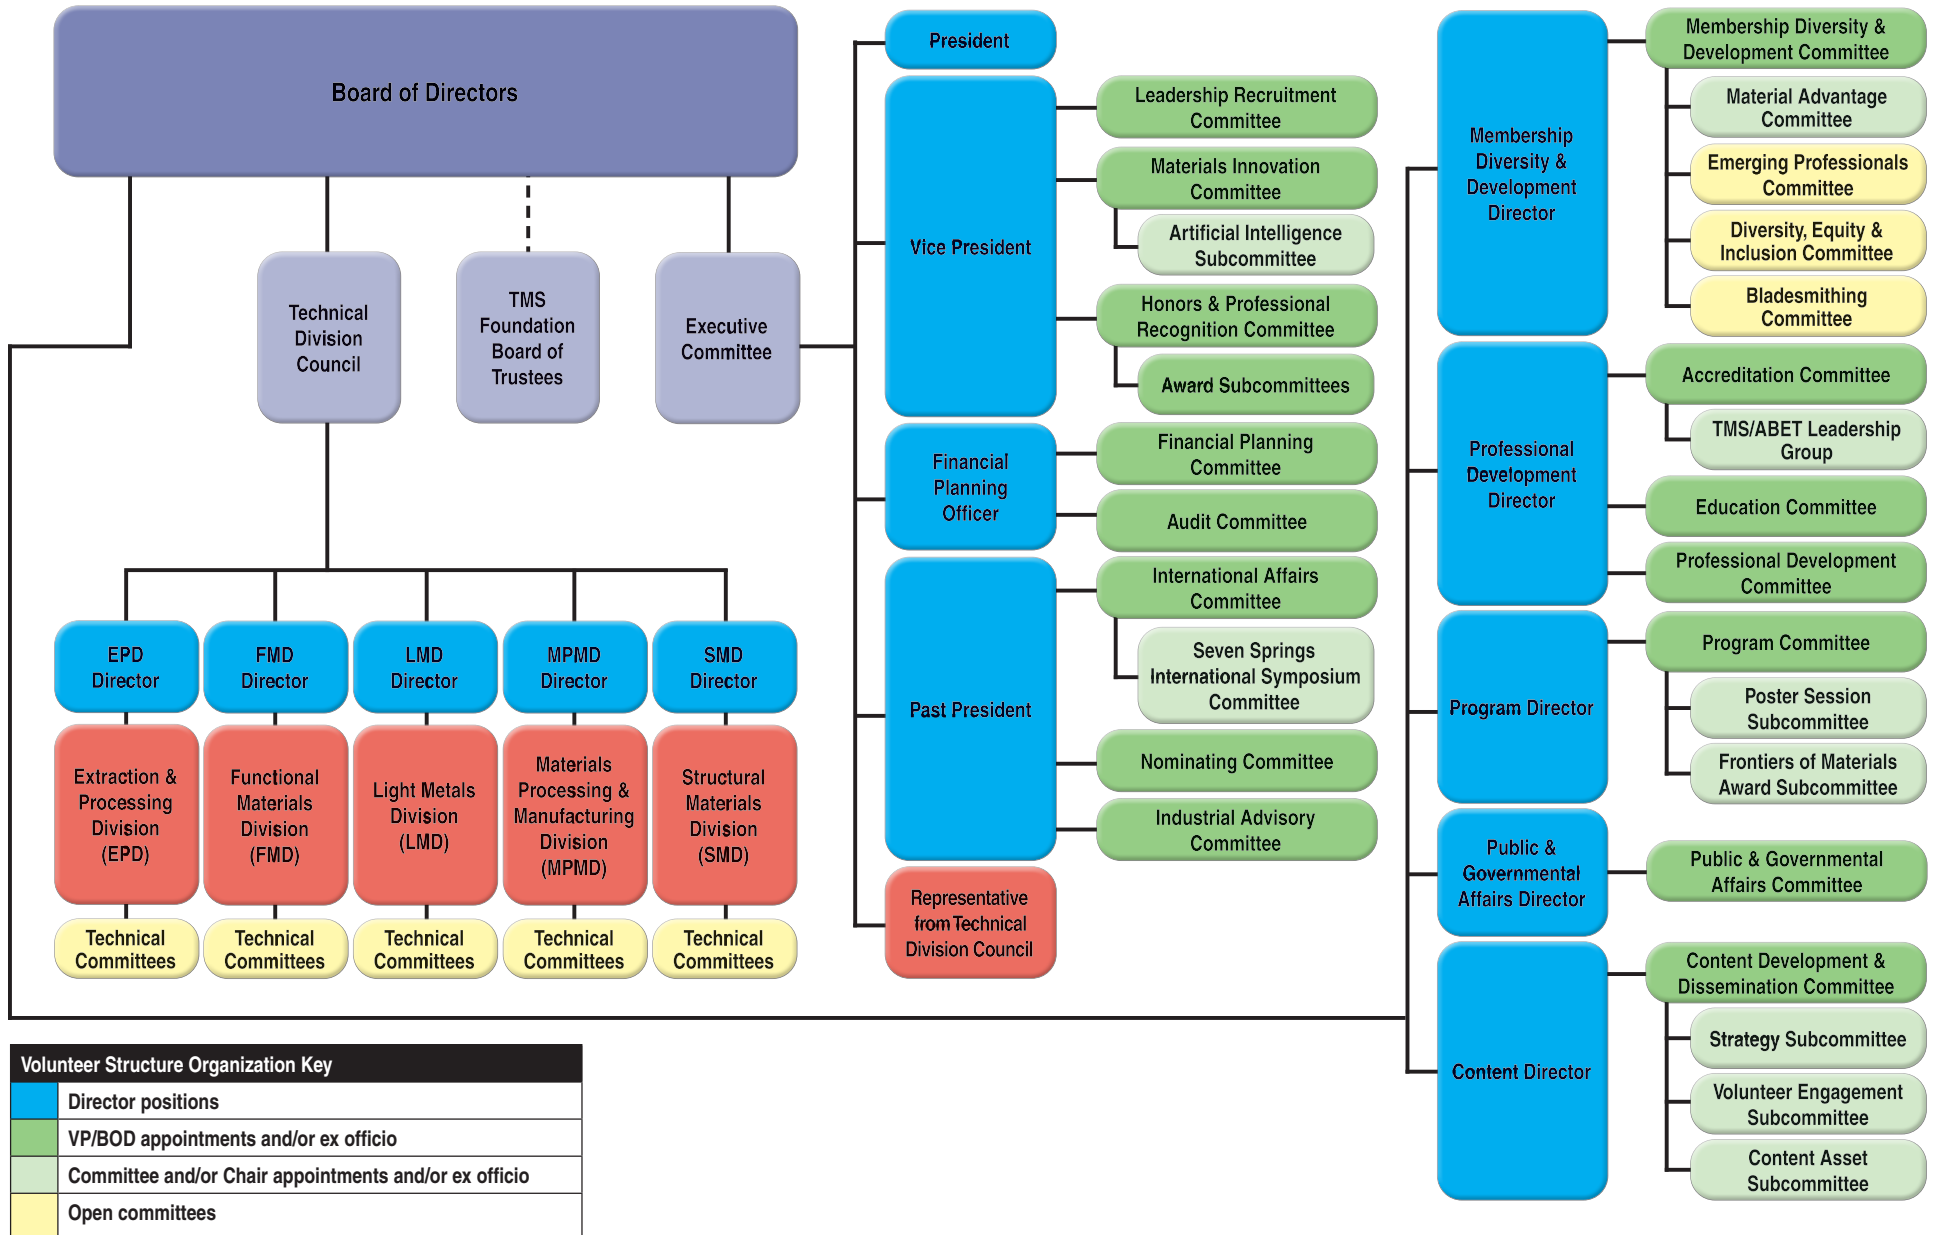 Board of Directors
Technical
Division
Council
TMS
Foundation
Board of
Trustees
Executive
Committee
EPD
Director
FMD
Director
LMD
Director
MPMD
Director
SMD
Director
Extraction &
Processing
Division
(EPD)
Functional
Materials
Division
(FMD)
Light Metals
Division
(LMD)
Materials
Processing &
Manufacturing
Division
(MPMD)
Structural
Materials
Division
(SMD)
Technical
Committees
Technical
Committees
Technical
Committees
Technical
Committees
Technical
Committees
President
Vice President
Leadership Recruitment
Committee
Materials Innovation
Committee
Artificial Intelligence
Subcommittee
Honors & Professional
Recognition Committee
Award Subcommittees
Financial
Planning
Officer
Financial Planning
Committee
Audit Committee
Past President
International Affairs
Committee
Seven Springs
International Symposium
Committee
Nominating Committee
Industrial Advisory
Committee
Representative
from Technical
Division Council
Membership
Diversity &
Development
Director
Membership Diversity &
Development Committee
Material Advantage
Committee
Emerging Professionals
Committee
Diversity, Equity &
Inclusion Committee
Bladesmithing
Committee
Professional
Development
Director
Accreditation Committee
TMS/ABET Leadership
Group
Education Committee
Professional Development
Committee
Program Director
Program Committee
Poster Session
Subcommittee
Frontiers of Materials
Award Subcommittee
Public &
Governmental
Affairs Director
Public & Governmental
Affairs Committee
Content Director
Content Development &
Dissemination Committee
Strategy Subcommittee
Volunteer Engagement
Subcommittee
Content Asset
Subcommittee
Volunteer Structure Organization Key
Director positions
VP/BOD appointments and/or ex officio
Committee and/or Chair appointments and/or ex officio
Open committees